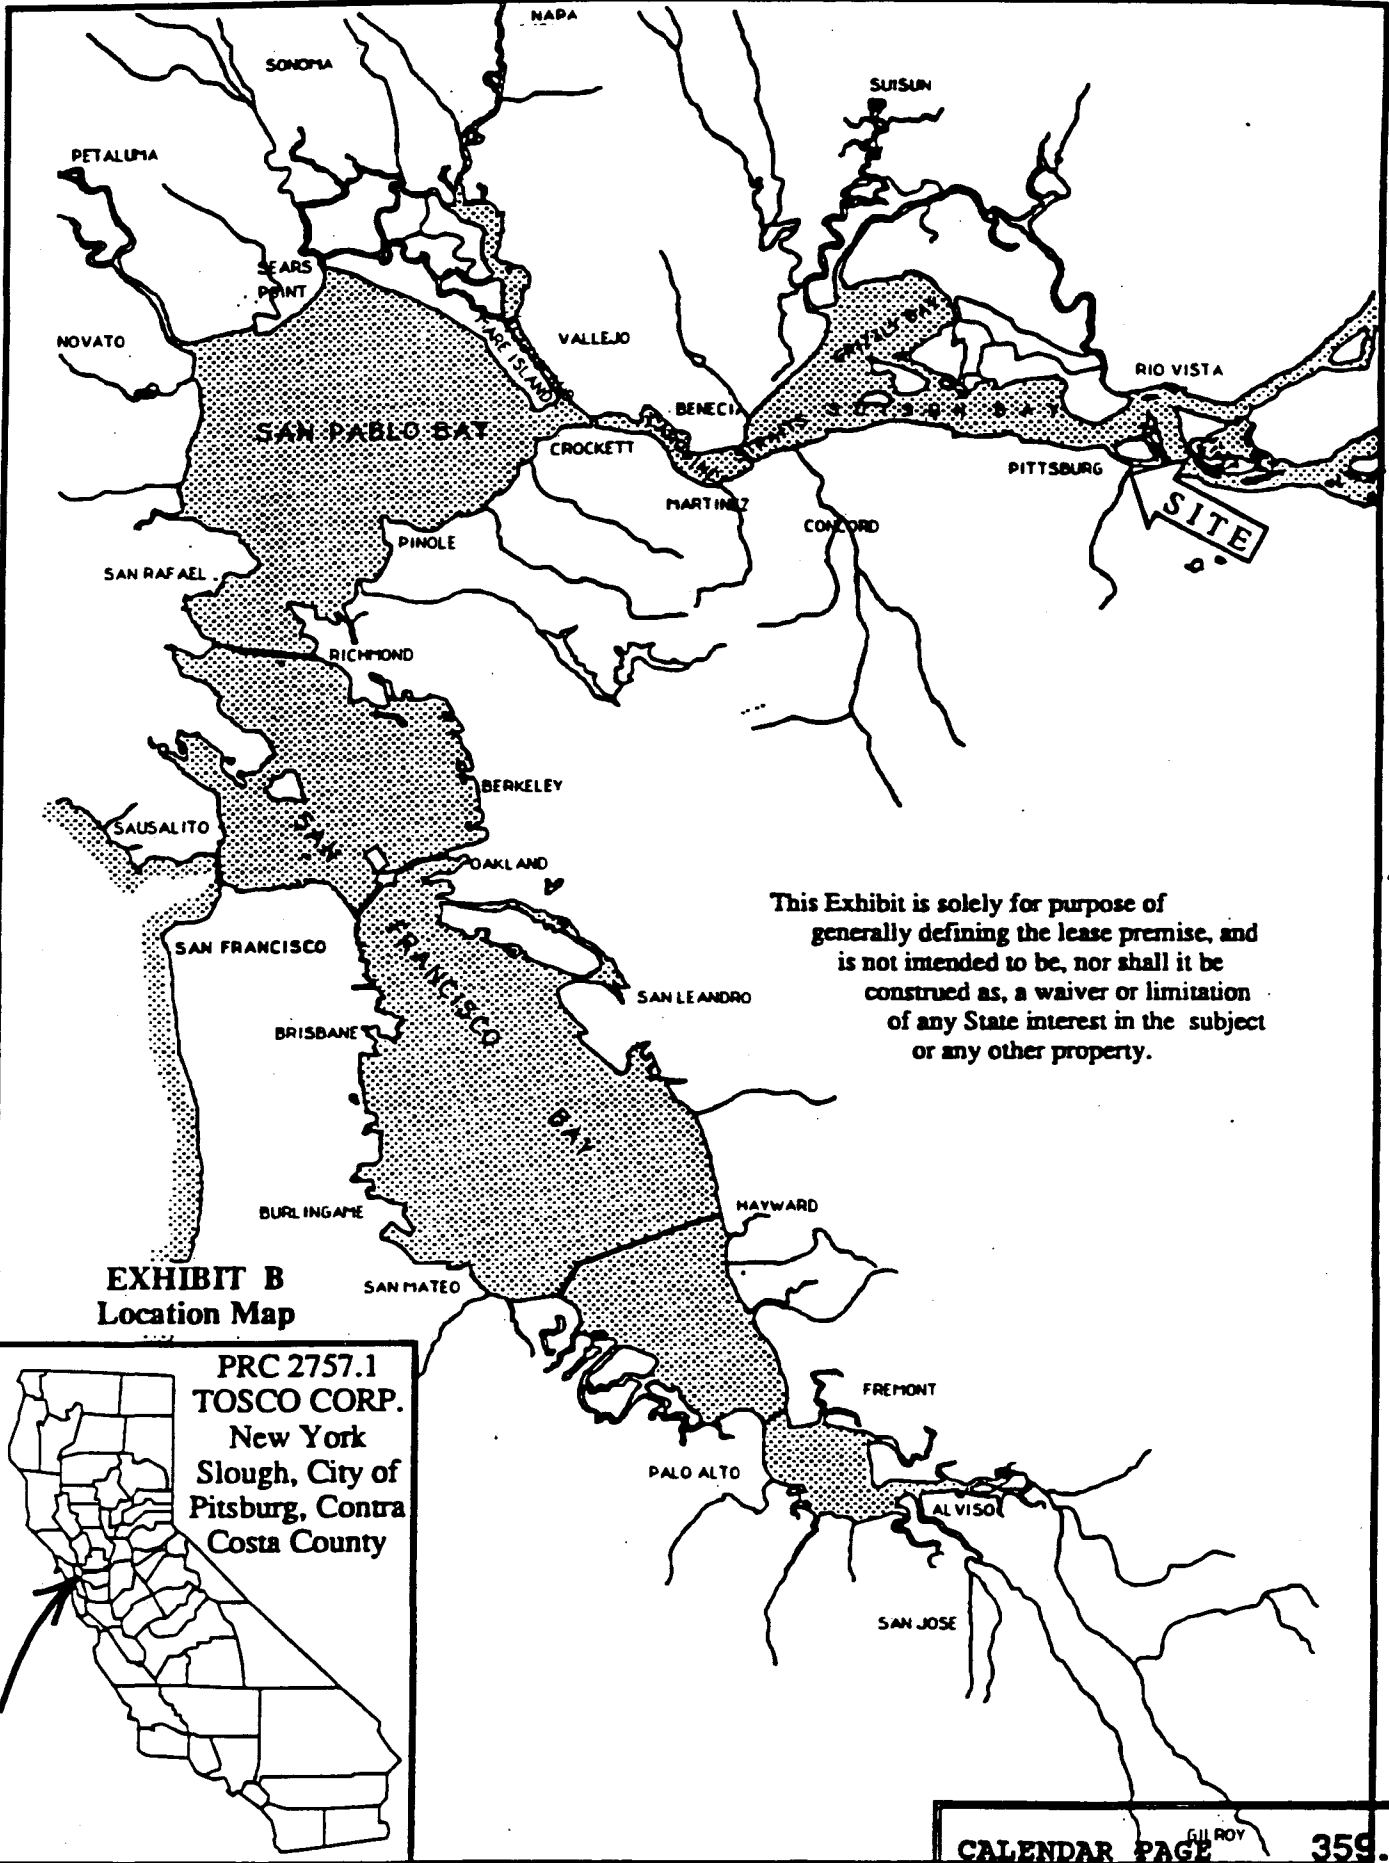 NAPA
SONOMA
SUISUN
PETALUMA
SEARS
POINT
GRIZZLY BAY
NOVATO
MARE ISLAND
VALLEJO
RIO VISTA
BENECIA
SUISUN BAY
SAN PABLO BAY
STRAITS
CROCKETT
PITTSBURG
MARTINEZ
SITE
CONCORD
PINOLE
SAN RAFAEL
RICHMOND
BERKELEY
SAUSALITO
SAN
OAKLAND
This Exhibit is solely for purpose of
generally defining the lease premise, and
is not intended to be, nor shall it be
construed as, a waiver or limitation
of any State interest in the subject
or any other property.
SAN FRANCISCO
FRANCISCO
SAN LEANDRO
BRISBANE
BAY
HAYWARD
BURLINGAME
EXHIBIT B
Location Map
SAN MATEO
PRC 2757.1
TOSCO CORP.
New York
Slough, City of
Pitsburg, Contra
Costa County
FREMONT
PALO ALTO
ALVISO
SAN JOSE
GILROY
CALENDAR PAGE 359.